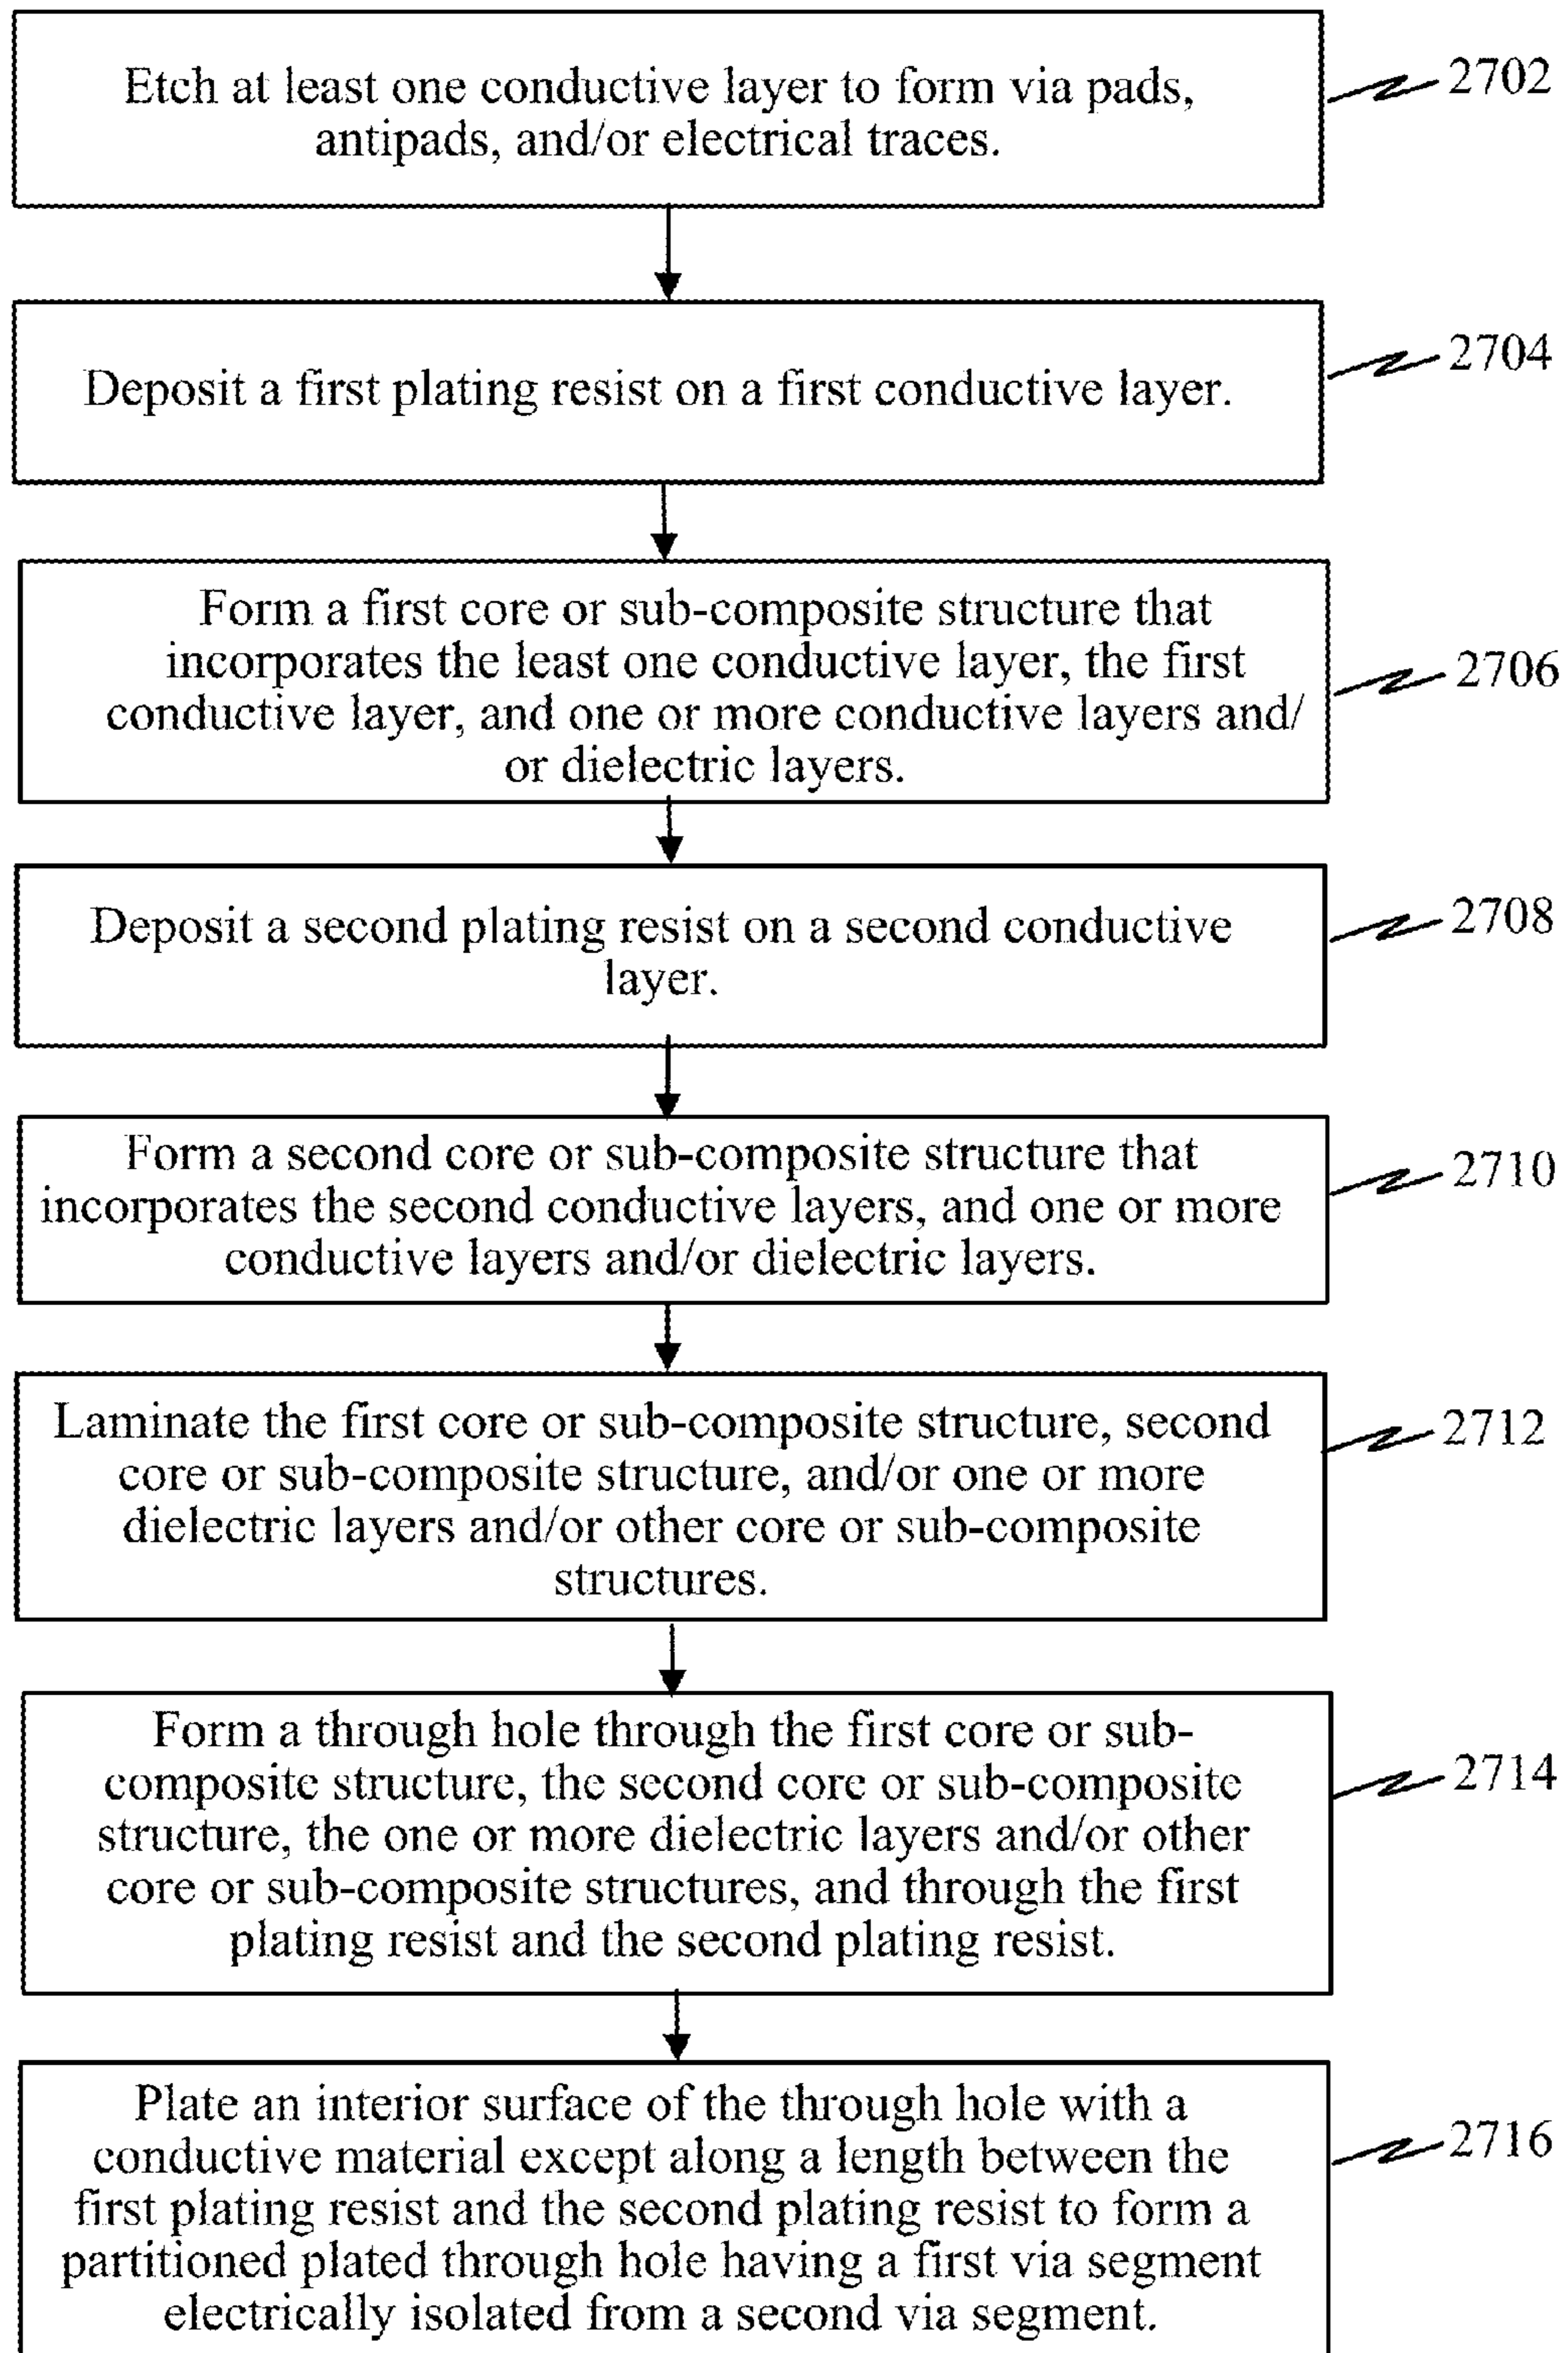 Etch at least one conductive layer to form via pads,
antipads, and/or electrical traces.
2702
Deposit a first plating resist on a first conductive layer.
2704
Form a first core or sub-composite structure that
incorporates the least one conductive layer, the first
conductive layer, and one or more conductive layers and/
or dielectric layers.
2706
Deposit a second plating resist on a second conductive
layer.
2708
Form a second core or sub-composite structure that
incorporates the second conductive layers, and one or more
conductive layers and/or dielectric layers.
2710
Laminate the first core or sub-composite structure, second
core or sub-composite structure, and/or one or more
dielectric layers and/or other core or sub-composite
structures.
2712
Form a through hole through the first core or sub-
composite structure, the second core or sub-composite
structure, the one or more dielectric layers and/or other
core or sub-composite structures, and through the first
plating resist and the second plating resist.
2714
Plate an interior surface of the through hole with a
conductive material except along a length between the
first plating resist and the second plating resist to form a
partitioned plated through hole having a first via segment
electrically isolated from a second via segment.
2716